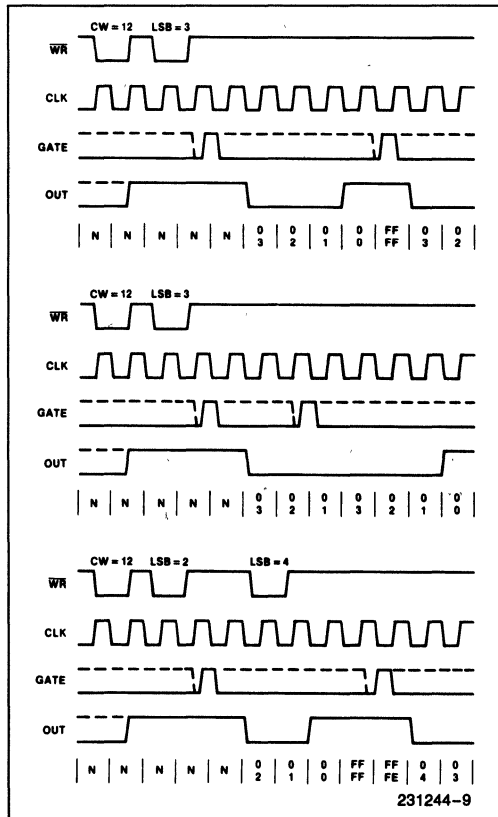 CW = 12 LSB = 3
WR
CLK
GATE
OUT
N N N N N 0 0 0 0 FF 0 0
3 2 1 0 FF 3 2
CW = 12 LSB = 3
WR
CLK
GATE
OUT
N N N N N 0 0 0 0 0 0 0
3 2 1 3 2 1 0
CW = 12 LSB = 2 LSB = 4
WR
CLK
GATE
OUT
N N N N N 0 0 0 FF FF 0 0
2 1 0 FF FE 4 3
231244–9